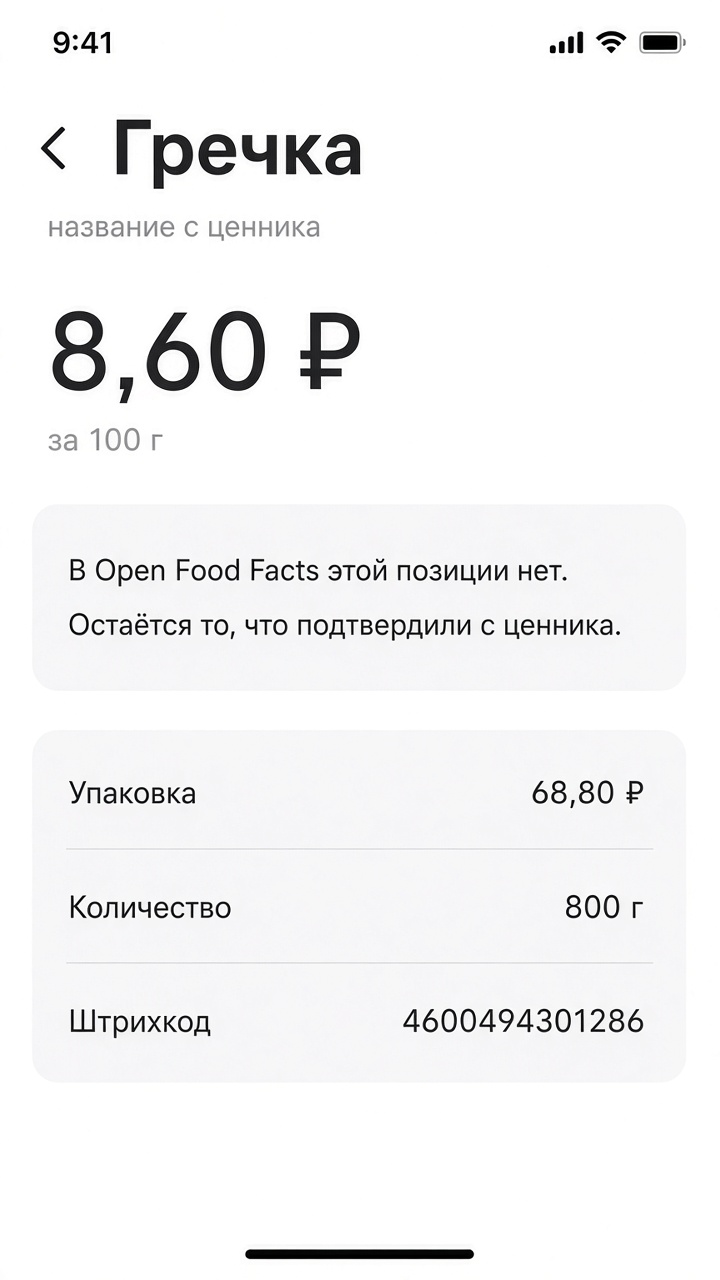 9:41
Гречка
название с ценника
8,60 ₽
за 100 г
В Open Food Facts этой позиции нет.
Остаётся то, что подтвердили с ценника.
Упаковка 68,80 ₽
Количество 800 г
Штрихкод 4600494301286